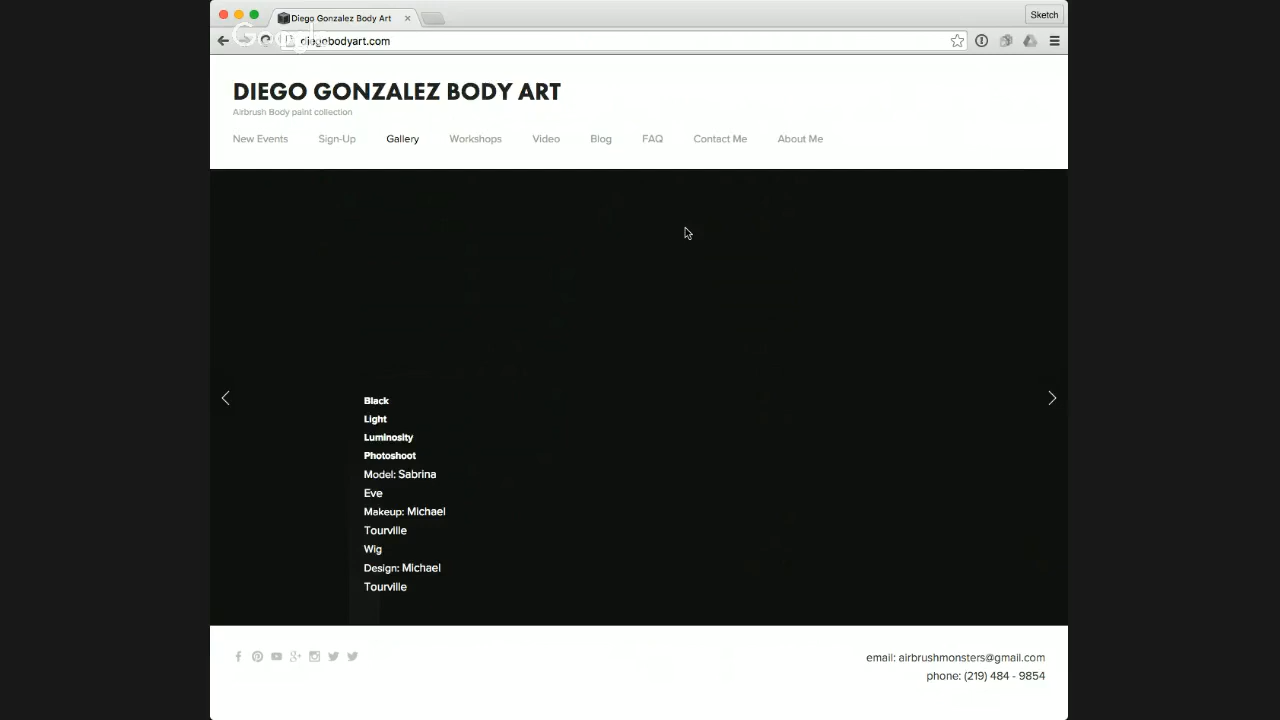 Diego Gonzalez Body Art
Sketch
diegobodyart.com
DIEGO GONZALEZ BODY ART
Airbrush Body paint collection
New Events Sign-Up Gallery Workshops Video Blog FAQ Contact Me About Me
Black
Light
Luminosity
Photoshoot
Model: Sabrina
Eve
Makeup: Michael
Tourville
Wig
Design: Michael
Tourville
email: airbrushmonsters@gmail.com
phone: (219) 484 - 9854